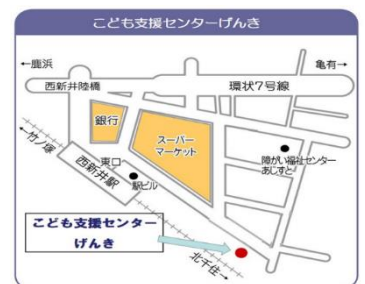 こども支援センターげんき
←鹿浜
亀有→
西新井陸橋
環状7号線
銀行
スーパー
マーケット
←竹ノ塚
東口
西新井駅
駅ビル
障がい福祉センター
あしすと
こども支援センター
げんき
北千住→